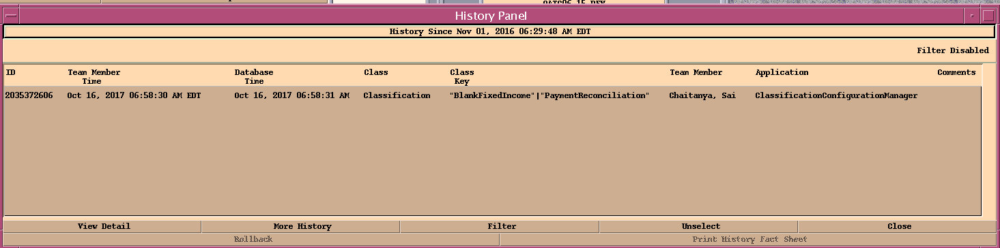 OATC06 15 DEV
History Panel
History Since Nov 01, 2016 06:29:48 AM EDT
Filter Disabled
ID Team Member Time Database Time Class Class Key Team Member Application Comments
2035372606 Oct 16, 2017 06:58:30 AM EDT Oct 16, 2017 06:58:31 AM Classification "BlankFixedIncome"|"PaymentReconciliation" Chaitanya, Sai ClassificationConfigurationManager
View Detail More History Filter Unselect Close
Rollback Print History Fact Sheet